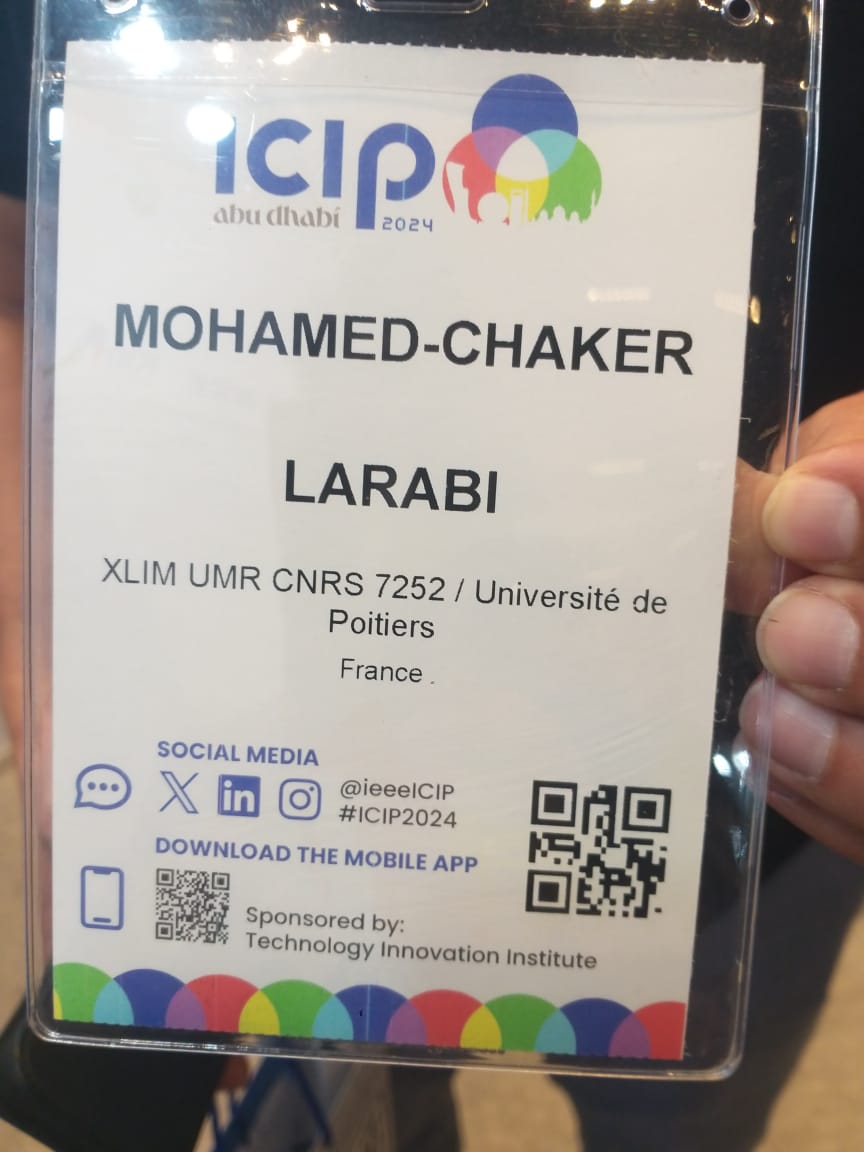 icip
abu dhabi 2024
MOHAMED-CHAKER
LARABI
XLIM UMR CNRS 7252 / Université de
Poitiers
France .
SOCIAL MEDIA
@ieeeICIP
#ICIP2024
DOWNLOAD THE MOBILE APP
Sponsored by:
Technology Innovation Institute